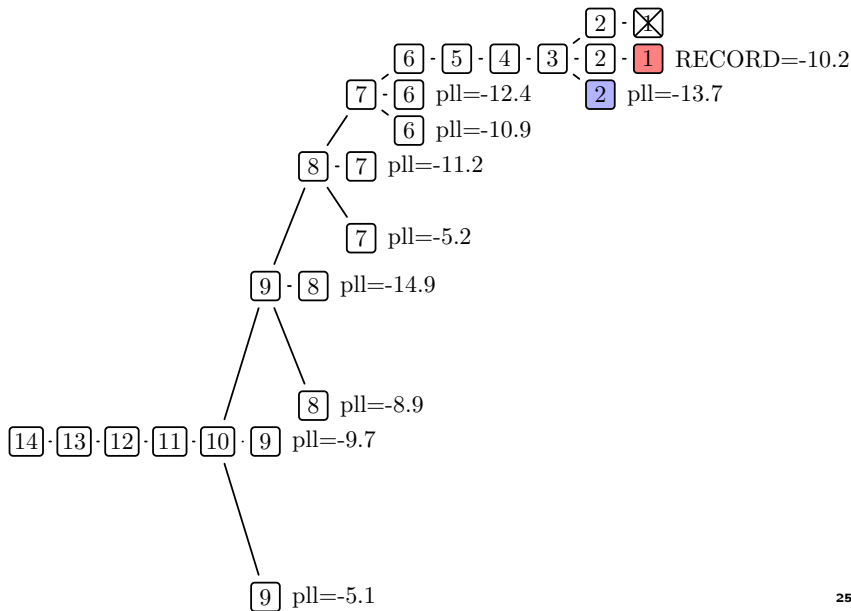 2 1
6 5 4 3 2 1 RECORD=-10.2
7 6 pll=-12.4 2 pll=-13.7
6 pll=-10.9
8 7 pll=-11.2
7 pll=-5.2
9 8 pll=-14.9
8 pll=-8.9
14 13 12 11 10 9 pll=-9.7
9 pll=-5.1
25